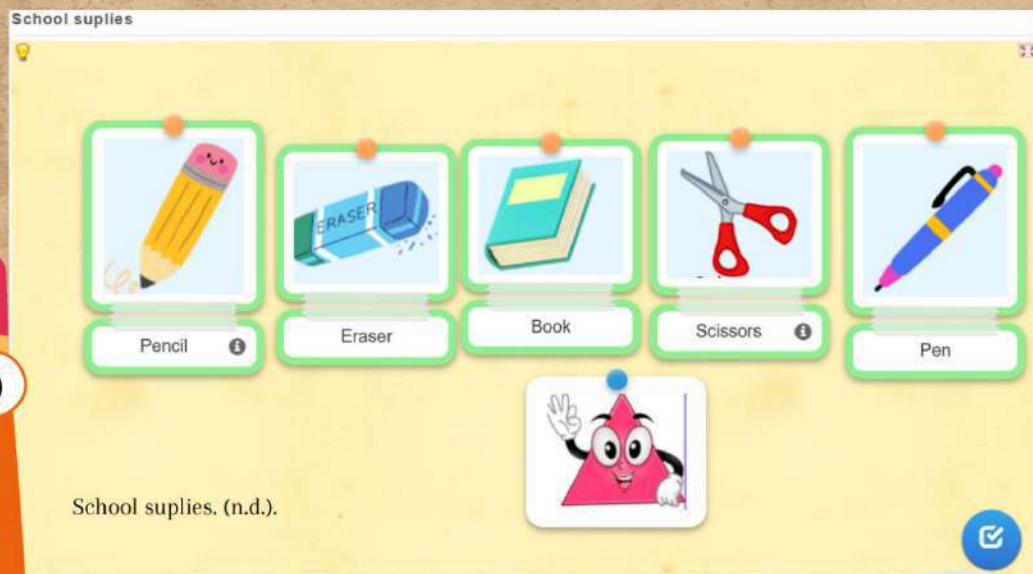 School suplies
ERASER
Pencil
Eraser
Book
Scissors
Pen
School suplies. (n.d.).